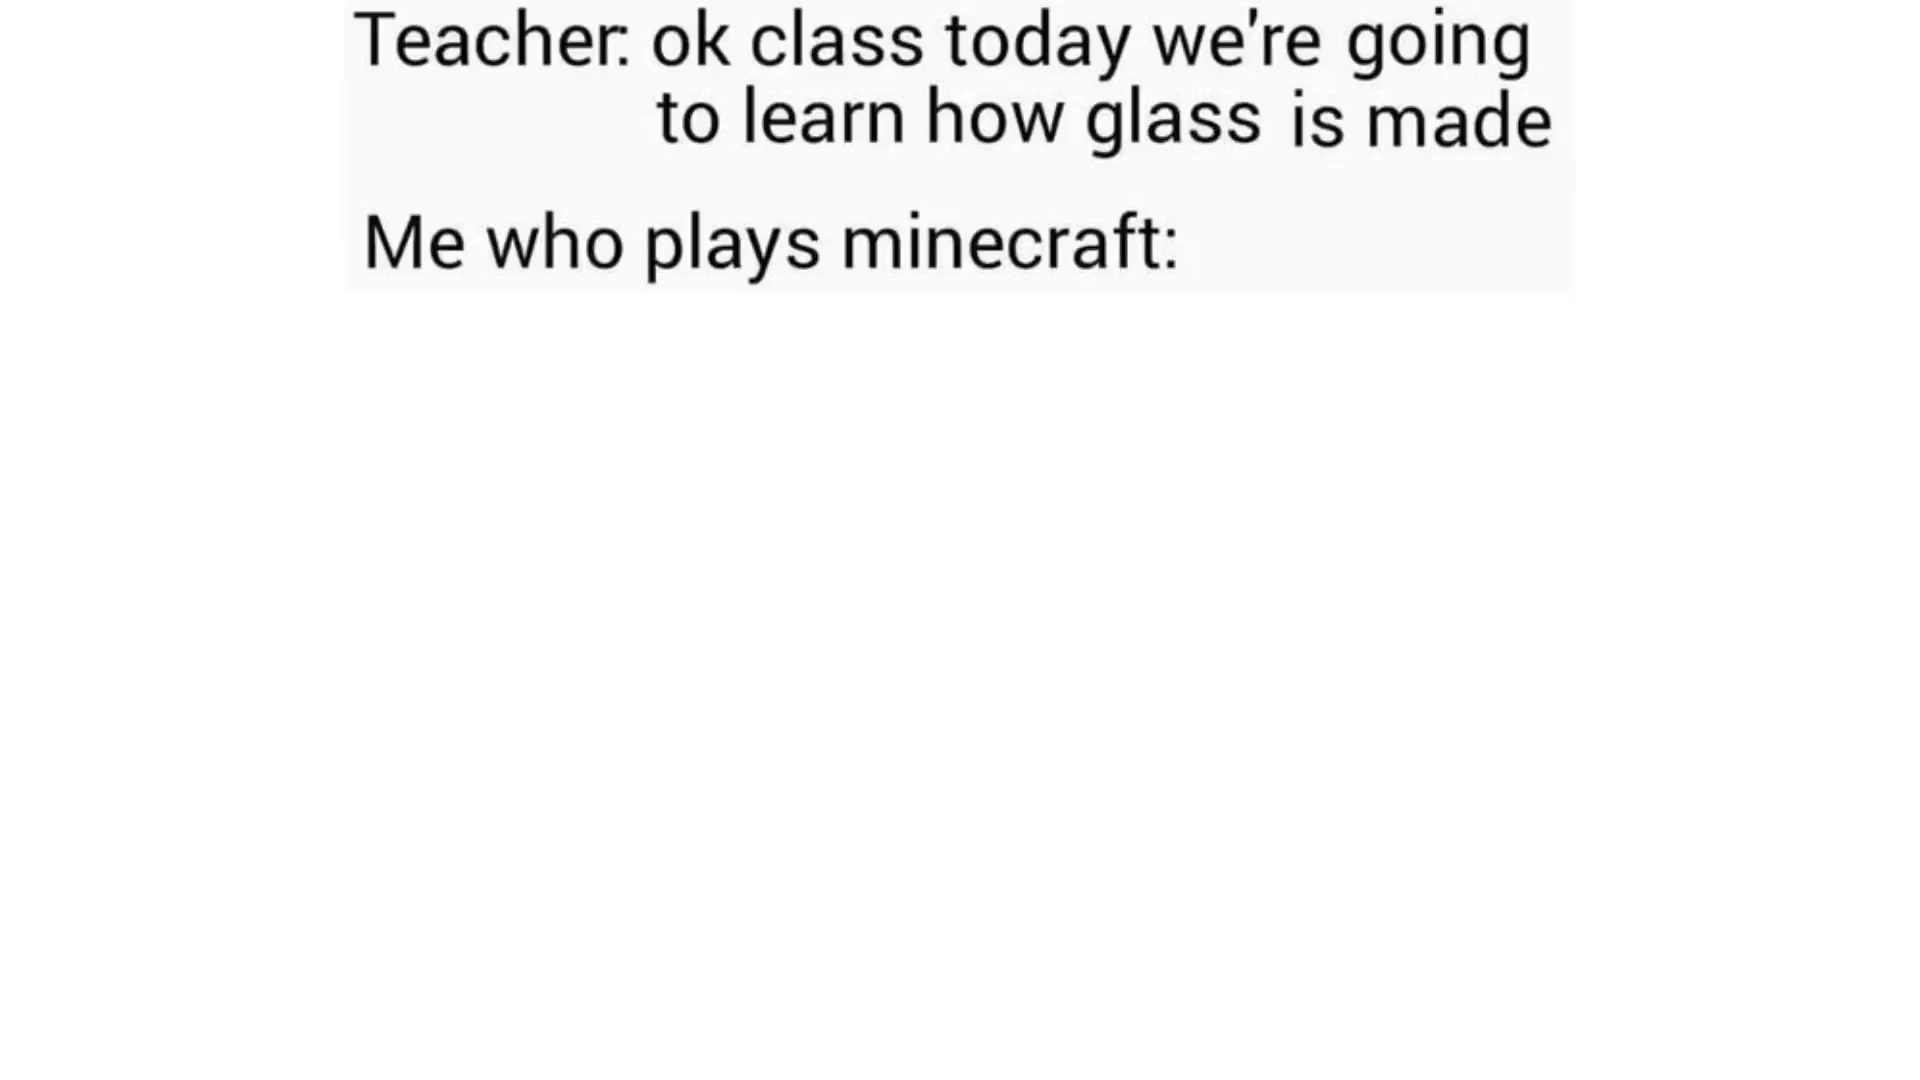 Teacher: ok class today we're going
to learn how glass is made
Me who plays minecraft: